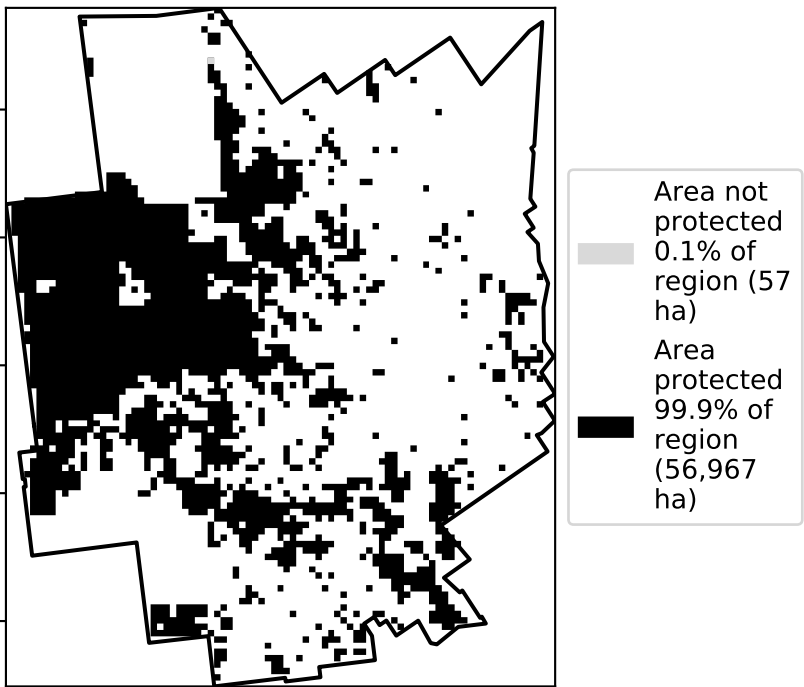 Area not
protected
0.1% of
region (57
ha)
Area
protected
99.9% of
region
(56,967
ha)